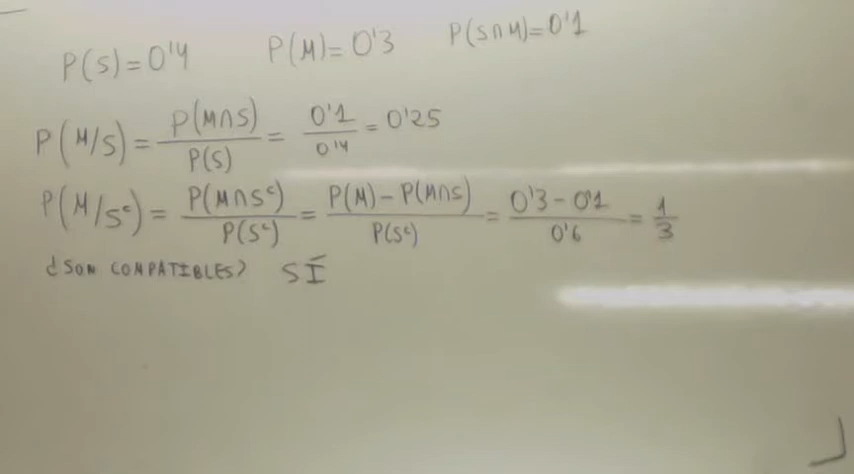 P(S)=0'4 P(M)=0'3 P(S∩M)=0'1
P(M/S)= P(M∩S)/P(S) = 0'1/0'4 = 0'25
P(M/Sᶜ)= P(M∩Sᶜ)/P(Sᶜ) = P(M)-P(M∩S)/P(Sᶜ) = 0'3-0'1/0'6 = 1/3
¿SON COMPATIBLES? SÍ